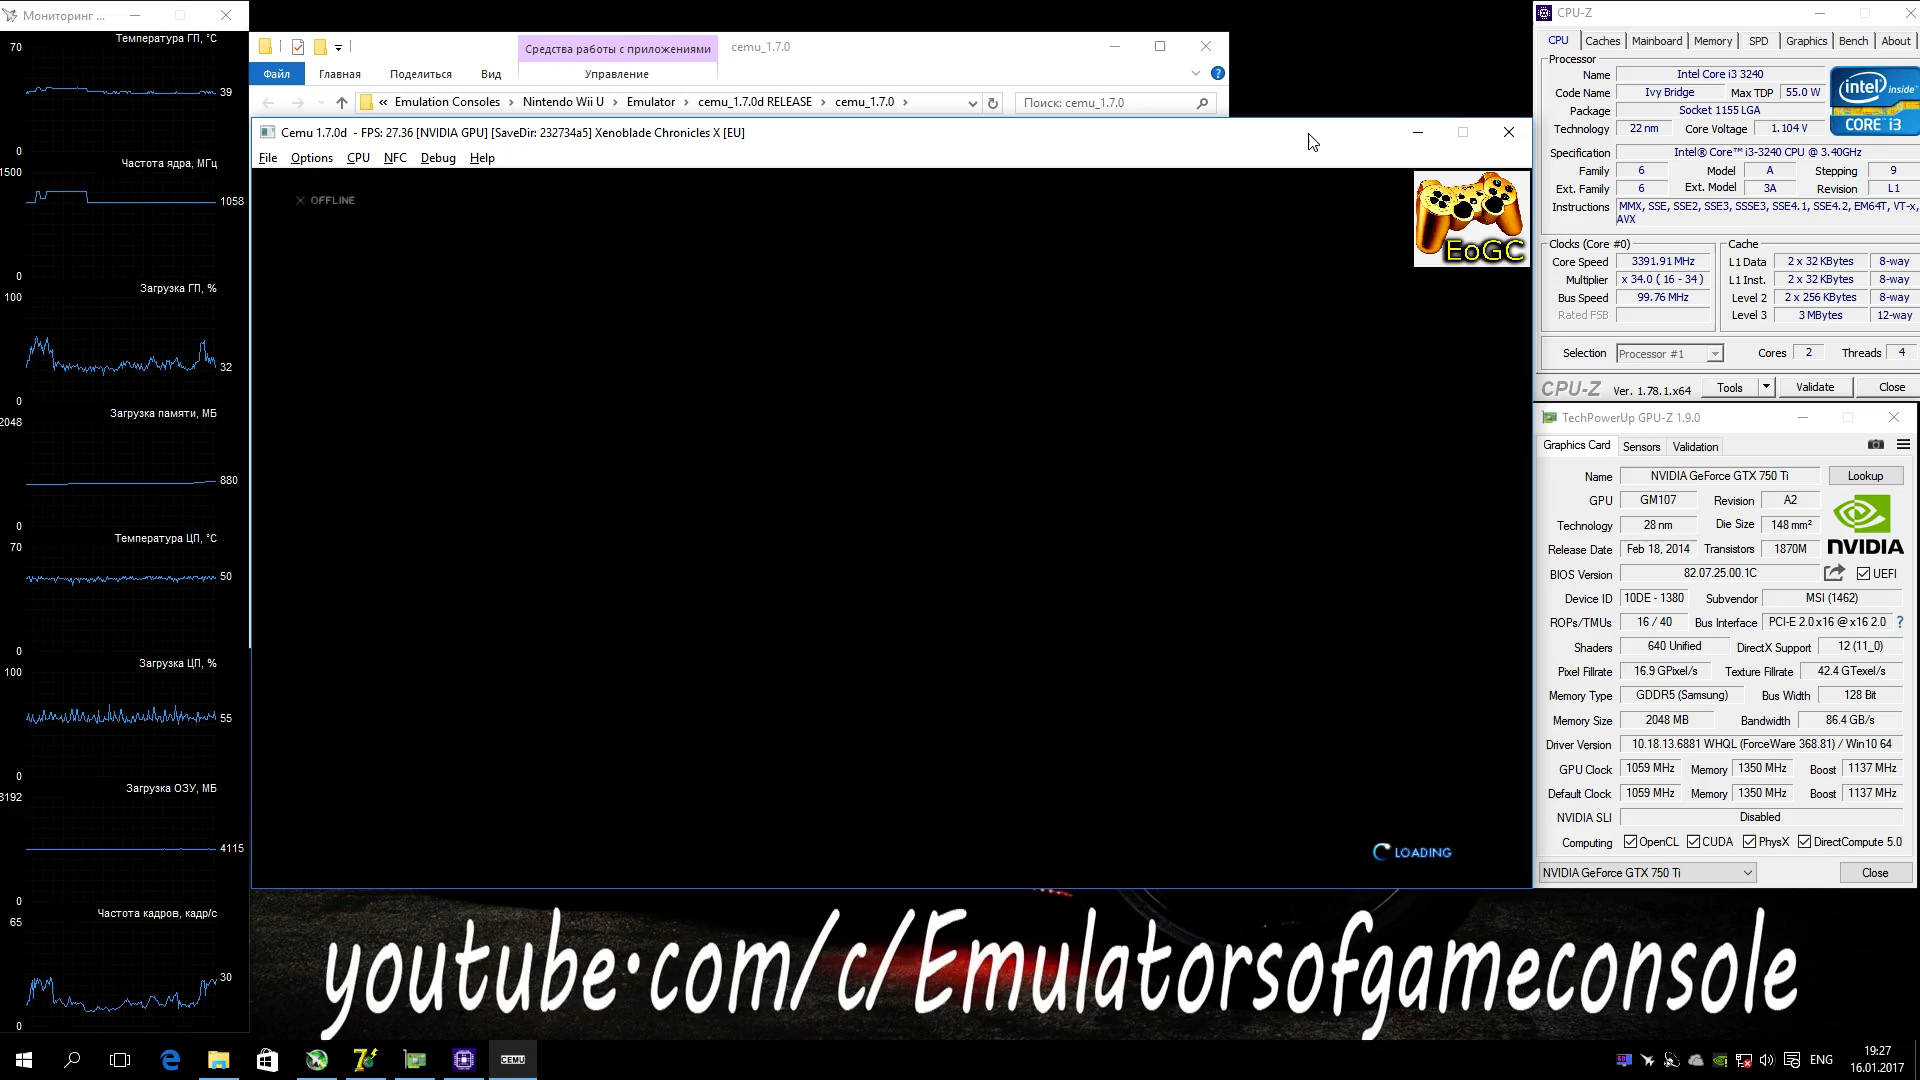 Мониторинг ...
Температура ГП, °C
70
39
0
Частота ядра, МГц
1500
1058
0
Загрузка ГП, %
100
32
0
Загрузка памяти, МБ
2048
880
0
Температура ЦП, °C
70
50
0
Загрузка ЦП, %
100
55
0
Загрузка ОЗУ, МБ
8192
4115
0
Частота кадров, кадр/с
65
30
0
Средства работы с приложениями
cemu_1.7.0
Файл Главная Поделиться Вид Управление
« Emulation Consoles > Nintendo Wii U > Emulator > cemu_1.7.0d RELEASE > cemu_1.7.0 >
Поиск: cemu_1.7.0
Cemu 1.7.0d - FPS: 27.36 [NVIDIA GPU] [SaveDir: 232734a5] Xenoblade Chronicles X [EU]
File Options CPU NFC Debug Help
OFFLINE
EoGC
LOADING
CPU-Z
CPU Caches Mainboard Memory SPD Graphics Bench About
Processor
Name Intel Core i3 3240
Code Name Ivy Bridge Max TDP 55.0 W
Package Socket 1155 LGA
Technology 22 nm Core Voltage 1.104 V
intel inside™
CORE i3
Specification Intel® Core™ i3-3240 CPU @ 3.40GHz
Family 6 Model A Stepping 9
Ext. Family 6 Ext. Model 3A Revision L1
Instructions MMX, SSE, SSE2, SSE3, SSSE3, SSE4.1, SSE4.2, EM64T, VT-x,
AVX
Clocks (Core #0)
Core Speed 3391.91 MHz
Multiplier x 34.0 ( 16 - 34 )
Bus Speed 99.76 MHz
Rated FSB
Cache
L1 Data 2 x 32 KBytes 8-way
L1 Inst. 2 x 32 KBytes 8-way
Level 2 2 x 256 KBytes 8-way
Level 3 3 MBytes 12-way
Selection Processor #1 Cores 2 Threads 4
CPU-Z Ver. 1.78.1.x64 Tools Validate Close
TechPowerUp GPU-Z 1.9.0
Graphics Card Sensors Validation
Name NVIDIA GeForce GTX 750 Ti Lookup
GPU GM107 Revision A2
Technology 28 nm Die Size 148 mm²
Release Date Feb 18, 2014 Transistors 1870M
NVIDIA
BIOS Version 82.07.25.00.1C UEFI
Device ID 10DE - 1380 Subvendor MSI (1462)
ROPs/TMUs 16 / 40 Bus Interface PCI-E 2.0 x16 @ x16 2.0 ?
Shaders 640 Unified DirectX Support 12 (11_0)
Pixel Fillrate 16.9 GPixel/s Texture Fillrate 42.4 GTexel/s
Memory Type GDDR5 (Samsung) Bus Width 128 Bit
Memory Size 2048 MB Bandwidth 86.4 GB/s
Driver Version 10.18.13.6881 WHQL (ForceWare 368.81) / Win10 64
GPU Clock 1059 MHz Memory 1350 MHz Boost 1137 MHz
Default Clock 1059 MHz Memory 1350 MHz Boost 1137 MHz
NVIDIA SLI Disabled
Computing OpenCL CUDA PhysX DirectCompute 5.0
NVIDIA GeForce GTX 750 Ti Close
youtube.com/c/Emulatorsofgameconsole
CEMU
ENG
19:27
16.01.2017